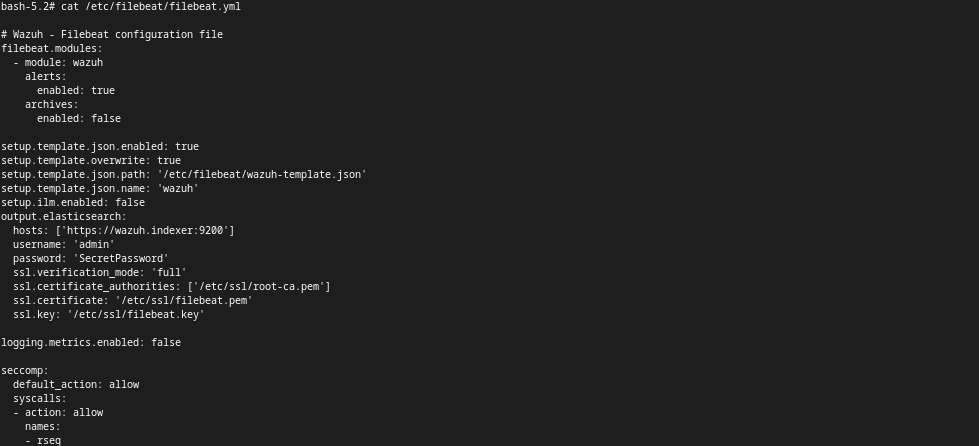 bash-5.2# cat /etc/filebeat/filebeat.yml
# Wazuh - Filebeat configuration file
filebeat.modules:
  - module: wazuh
    alerts:
      enabled: true
    archives:
      enabled: false
setup.template.json.enabled: true
setup.template.overwrite: true
setup.template.json.path: '/etc/filebeat/wazuh-template.json'
setup.template.json.name: 'wazuh'
setup.ilm.enabled: false
output.elasticsearch:
  hosts: ['https://wazuh.indexer:9200']
  username: 'admin'
  password: 'SecretPassword'
  ssl.verification_mode: 'full'
  ssl.certificate_authorities: ['/etc/ssl/root-ca.pem']
  ssl.certificate: '/etc/ssl/filebeat.pem'
  ssl.key: '/etc/ssl/filebeat.key'
logging.metrics.enabled: false
seccomp:
  default_action: allow
  syscalls:
  - action: allow
    names:
    - rseq